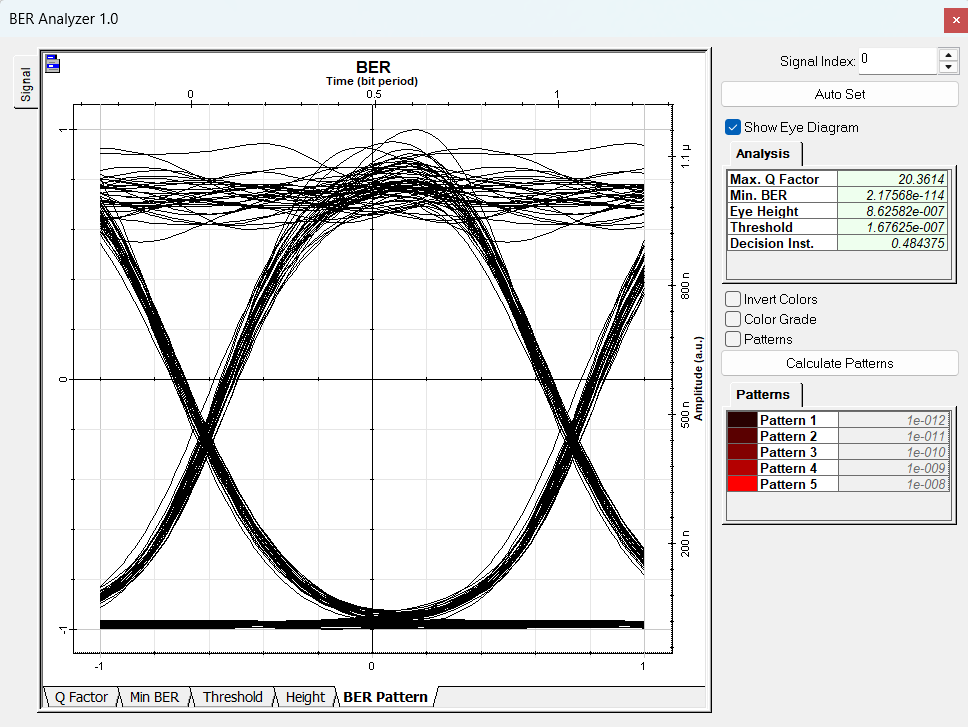 BER Analyzer 1.0
Signal
BER
Time (bit period)
0 0.5 1
1
0
-1
1.1 µ
800 n
500 n
200 n
Amplitude (a.u.)
-1 0 1
Q Factor Min BER Threshold Height BER Pattern
Signal Index: 0
Auto Set
Show Eye Diagram
Analysis
Max. Q Factor 20.3614
Min. BER 2.17568e-114
Eye Height 8.62582e-007
Threshold 1.67625e-007
Decision Inst. 0.484375
Invert Colors
Color Grade
Patterns
Calculate Patterns
Patterns
Pattern 1 1e-012
Pattern 2 1e-011
Pattern 3 1e-010
Pattern 4 1e-009
Pattern 5 1e-008